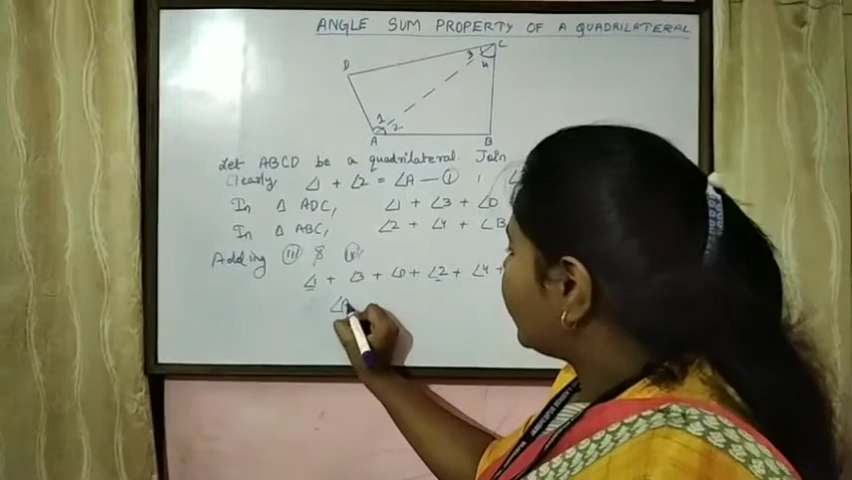 ANGLE SUM PROPERTY OF A QUADRILATERAL
D
C
3
4
1
2
A
B
Let ABCD be a quadrilateral. Join
Clearly ∠1 + ∠2 = ∠A — Ⓘ ,
In Δ ADC, ∠1 + ∠3 + ∠D
In Δ ABC, ∠2 + ∠4 + ∠B
Adding (III) &
∠1 + ∠3 + ∠D + ∠2 + ∠4 +
∠A